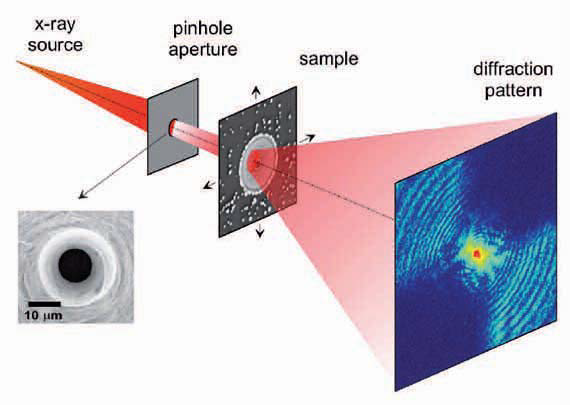 x-ray
source
pinhole
aperture
sample
diffraction
pattern
10 μm